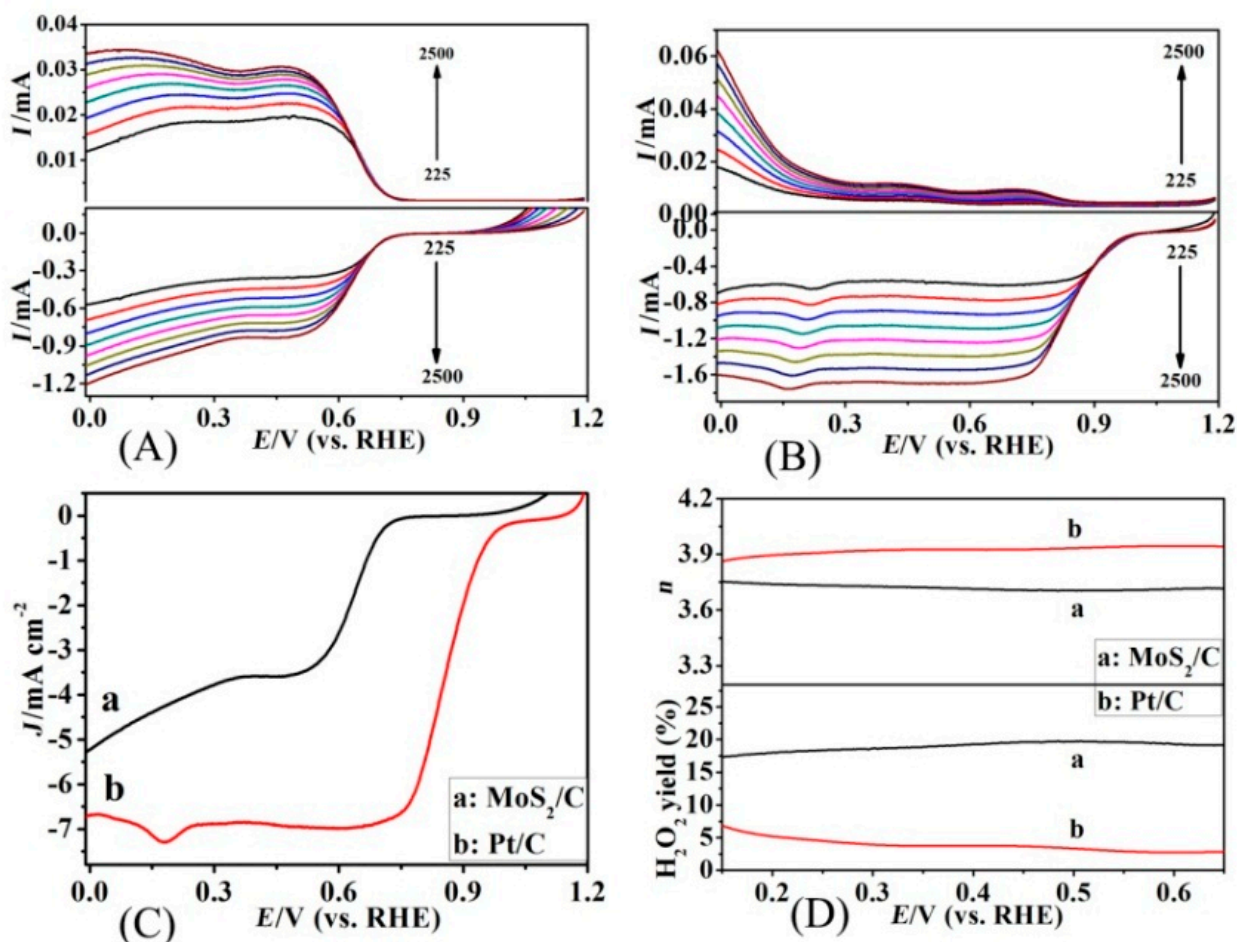 0.04
0.03
0.02
0.01
I/mA
2500
225
0.0
-0.3
-0.6
-0.9
-1.2
I/mA
225
2500
0.0 0.3 0.6 0.9 1.2
E/V (vs. RHE)
(A)
0.06
0.04
0.02
0.00
I/mA
2500
225
0.0
-0.4
-0.8
-1.2
-1.6
I/mA
225
2500
0.0 0.3 0.6 0.9 1.2
E/V (vs. RHE)
(B)
0
-1
-2
-3
-4
-5
-6
-7
J/mA cm⁻²
a
b
a: MoS₂/C
b: Pt/C
0.0 0.3 0.6 0.9 1.2
E/V (vs. RHE)
(C)
4.2
3.9
3.6
3.3
n
b
a
a: MoS₂/C
b: Pt/C
25
20
15
10
5
0
H₂O₂ yield (%)
a
b
0.2 0.3 0.4 0.5 0.6
E/V (vs. RHE)
(D)